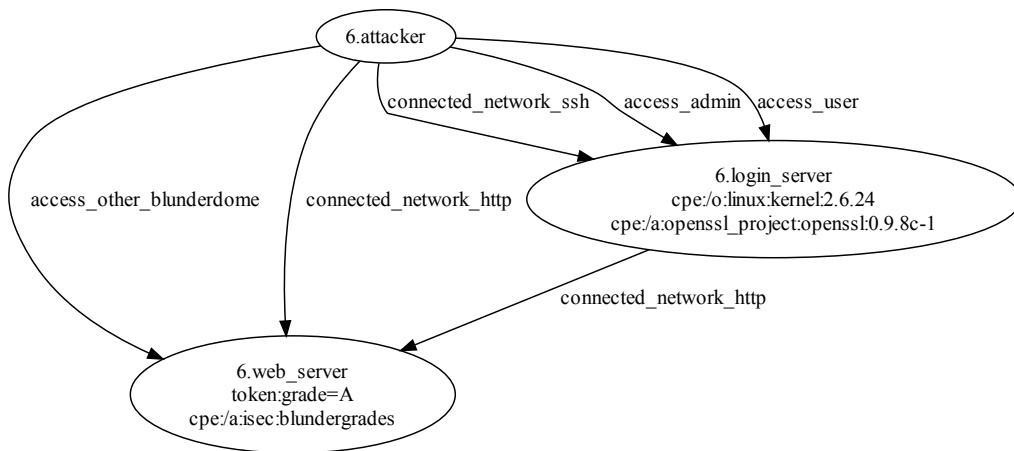 6.attacker
connected_network_ssh
access_admin
access_user
6.login_server
cpe:/o:linux:kernel:2.6.24
cpe:/a:openssl_project:openssl:0.9.8c-1
access_other_blunderdome
connected_network_http
connected_network_http
6.web_server
token:grade=A
cpe:/a:isec:blundergrades